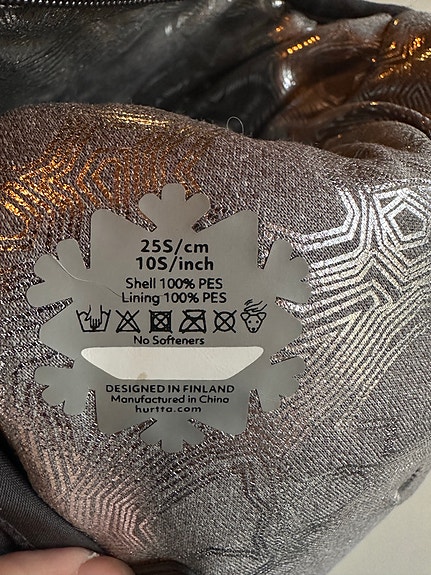 25S/cm
10S/inch
Shell 100% PES
Lining 100% PES
No Softeners
DESIGNED IN FINLAND
Manufactured in China
hurtta.com